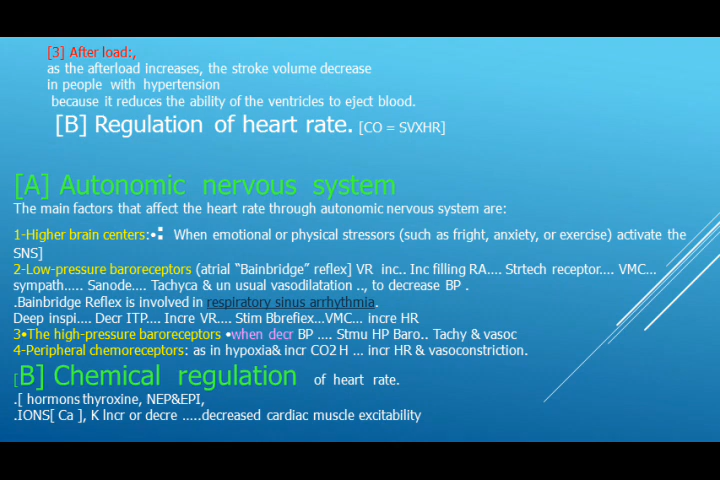 [3] After load:,
as the afterload increases, the stroke volume decrease
in people with hypertension
because it reduces the ability of the ventricles to eject blood.
[B] Regulation of heart rate. [CO = SVXHR]
[A] Autonomic nervous system
The main factors that affect the heart rate through autonomic nervous system are:
1-Higher brain centers:•: When emotional or physical stressors (such as fright, anxiety, or exercise) activate the
SNS]
2-Low-pressure baroreceptors (atrial "Bainbridge" reflex] VR inc.. Inc filling RA.... Strtech receptor.... VMC...
sympath..... Sanode.... Tachyca & un usual vasodilatation .., to decrease BP .
.Bainbridge Reflex is involved in respiratory sinus arrhythmia.
Deep inspi.... Decr ITP.... Incre VR.... Stim Bbrefiex...VMC... incre HR
3•The high-pressure baroreceptors •when decr BP .... Stmu HP Baro.. Tachy & vasoc
4-Peripheral chemoreceptors: as in hypoxia& incr CO2 H ... incr HR & vasoconstriction.
[B] Chemical regulation of heart rate.
.[ hormons thyroxine, NEP&EPI,
.IONS[ Ca ], K Incr or decre .....decreased cardiac muscle excitability